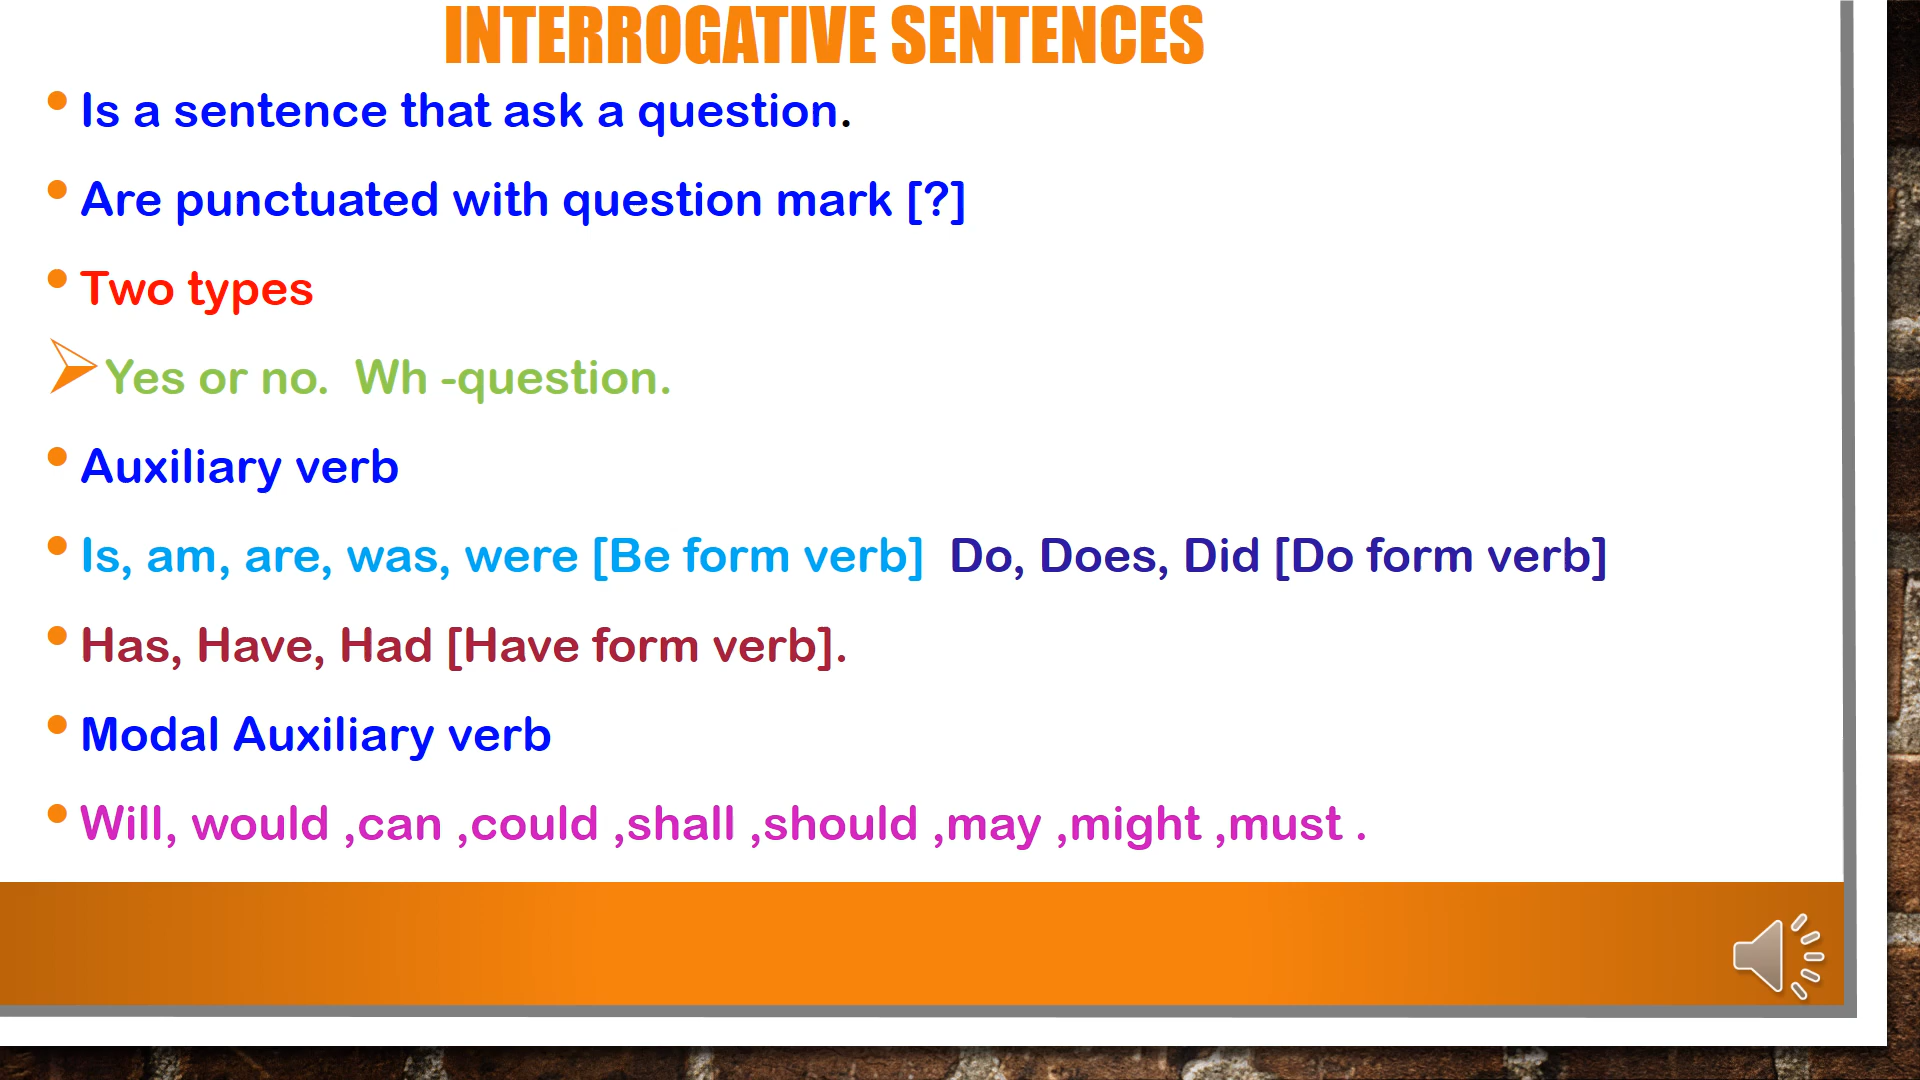 INTERROGATIVE SENTENCES
Is a sentence that ask a question.
Are punctuated with question mark [?]
Two types
Yes or no. Wh -question.
Auxiliary verb
Is, am, are, was, were [Be form verb] Do, Does, Did [Do form verb]
Has, Have, Had [Have form verb].
Modal Auxiliary verb
Will, would ,can ,could ,shall ,should ,may ,might ,must .